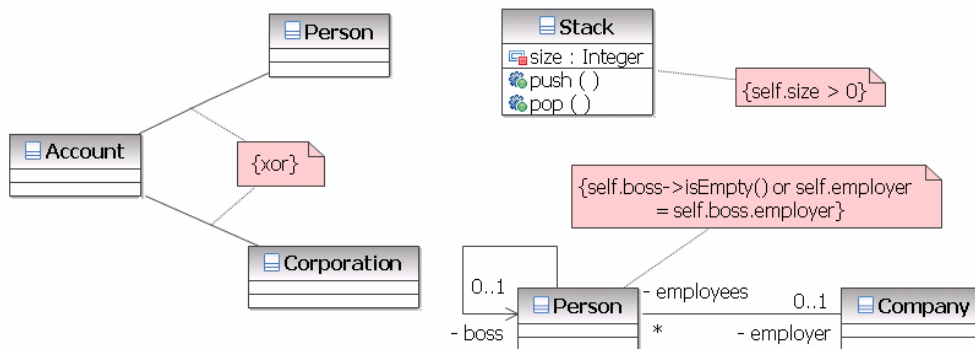 Person
Account
{xor}
Corporation
Stack
size : Integer
push ( )
pop ( )
{self.size > 0}
{self.boss->isEmpty() or self.employer
= self.boss.employer}
0..1
- boss
Person
- employees
*
0..1
- employer
Company